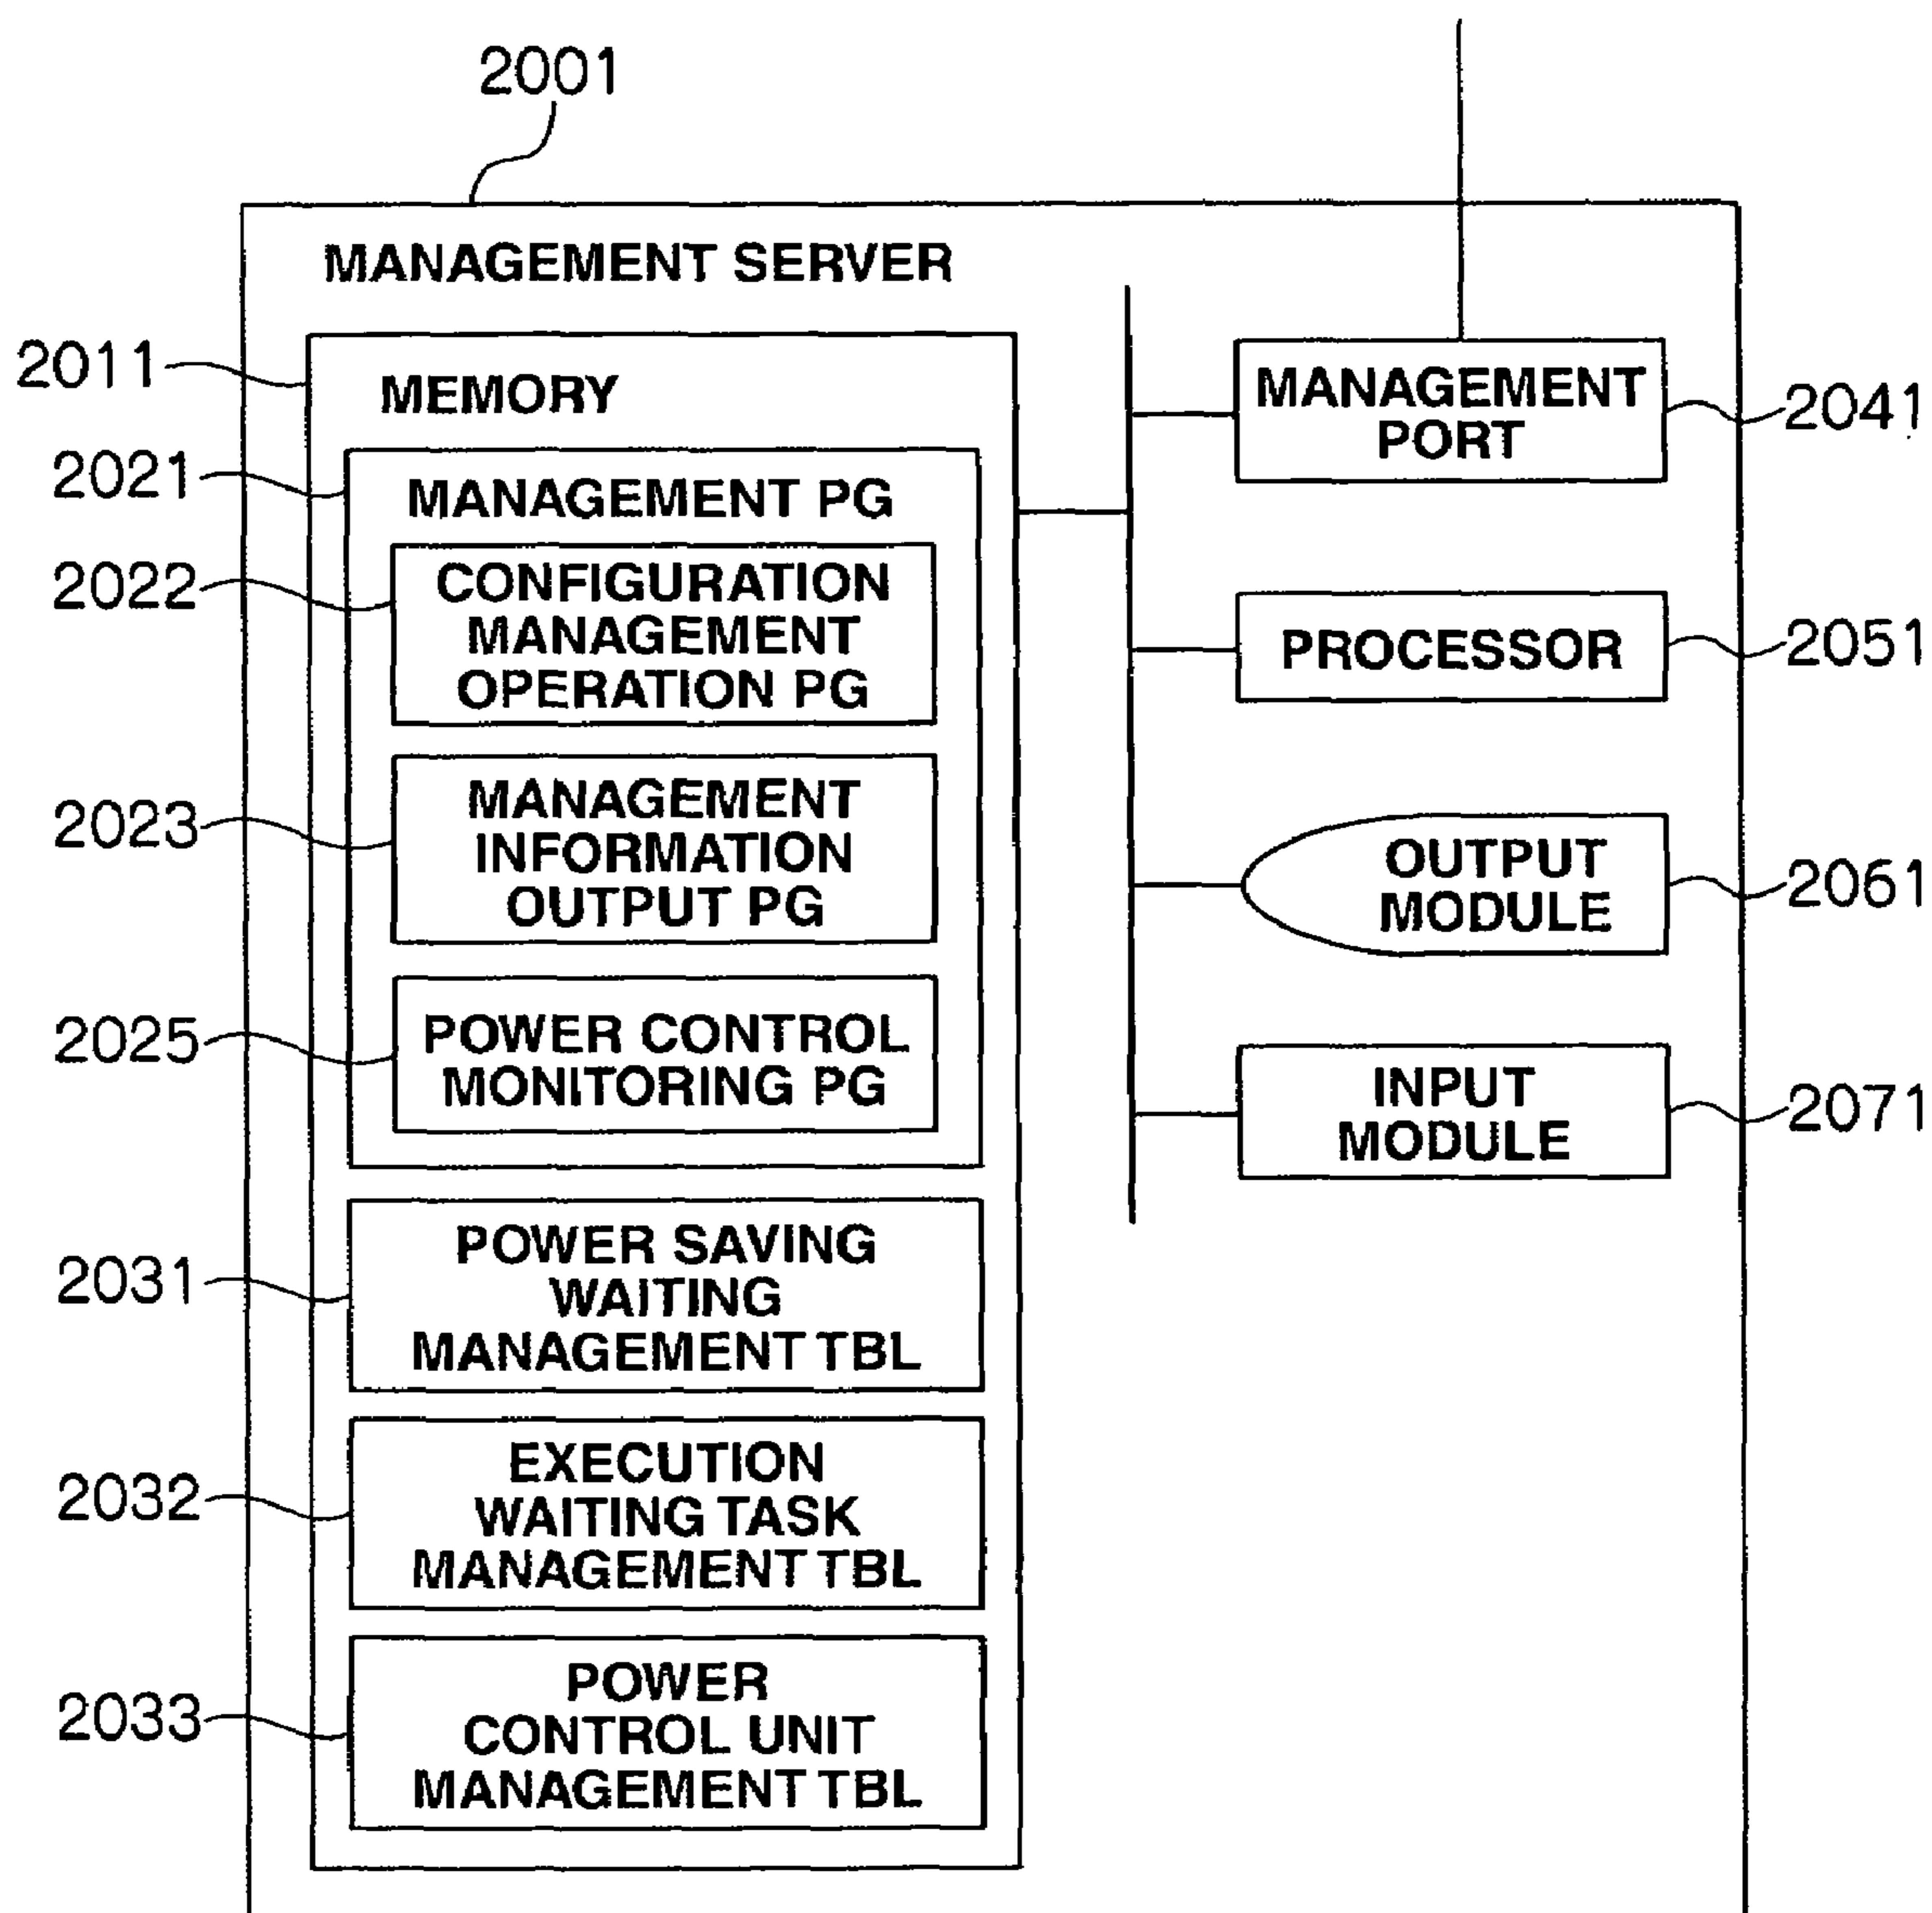 2001
MANAGEMENT SERVER
2011
MEMORY
2021
MANAGEMENT PG
2022
CONFIGURATION
MANAGEMENT
OPERATION PG
2023
MANAGEMENT
INFORMATION
OUTPUT PG
2025
POWER CONTROL
MONITORING PG
2031
POWER SAVING
WAITING
MANAGEMENT TBL
2032
EXECUTION
WAITING TASK
MANAGEMENT TBL
2033
POWER
CONTROL UNIT
MANAGEMENT TBL
MANAGEMENT
PORT
2041
PROCESSOR
2051
OUTPUT
MODULE
2061
INPUT
MODULE
2071